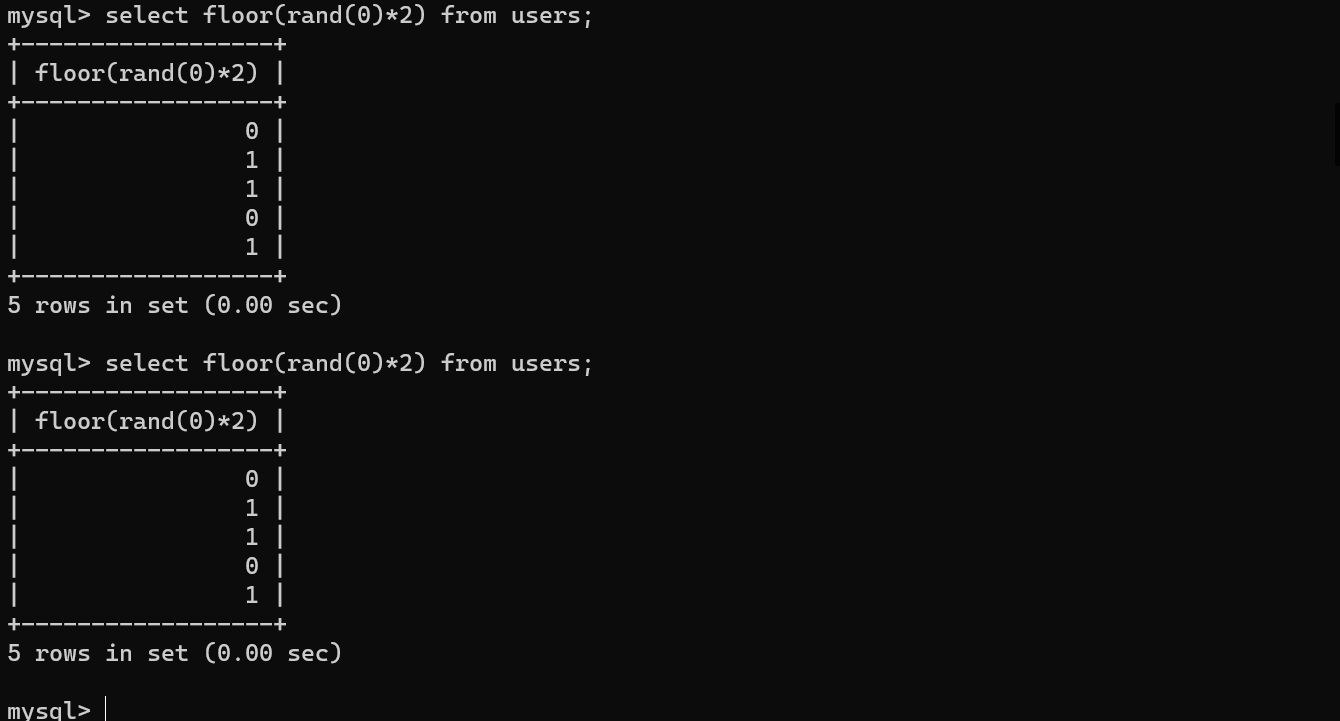 mysql> select floor(rand(0)*2) from users;
+------------------+
| floor(rand(0)*2) |
+------------------+
|                0 |
|                1 |
|                1 |
|                0 |
|                1 |
+------------------+
5 rows in set (0.00 sec)

mysql> select floor(rand(0)*2) from users;
+------------------+
| floor(rand(0)*2) |
+------------------+
|                0 |
|                1 |
|                1 |
|                0 |
|                1 |
+------------------+
5 rows in set (0.00 sec)

mysql>